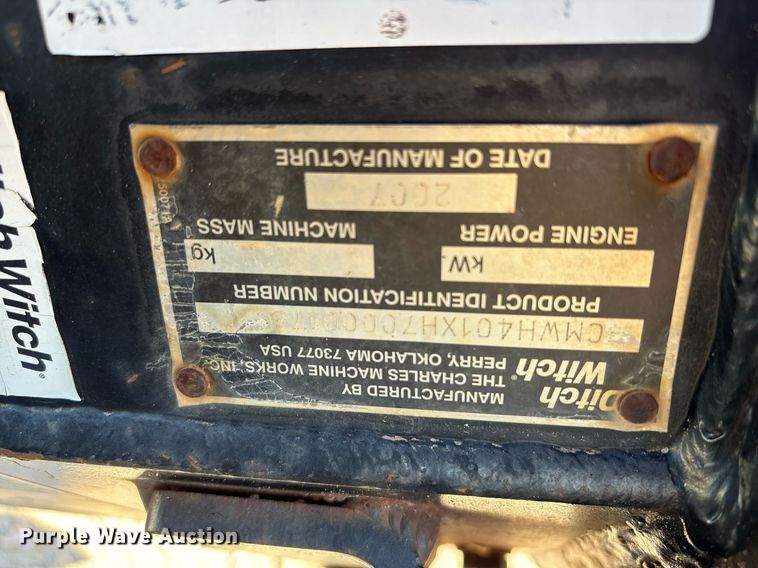 Ditch
Witch®
MANUFACTURED BY
THE CHARLES MACHINE WORKS, INC.
PERRY, OKLAHOMA 73077 USA
PRODUCT IDENTIFICATION NUMBER
kW
kg
ENGINE POWER
MACHINE MASS
2007
DATE OF MANUFACTURE
Witch®
Purple Wave Auction